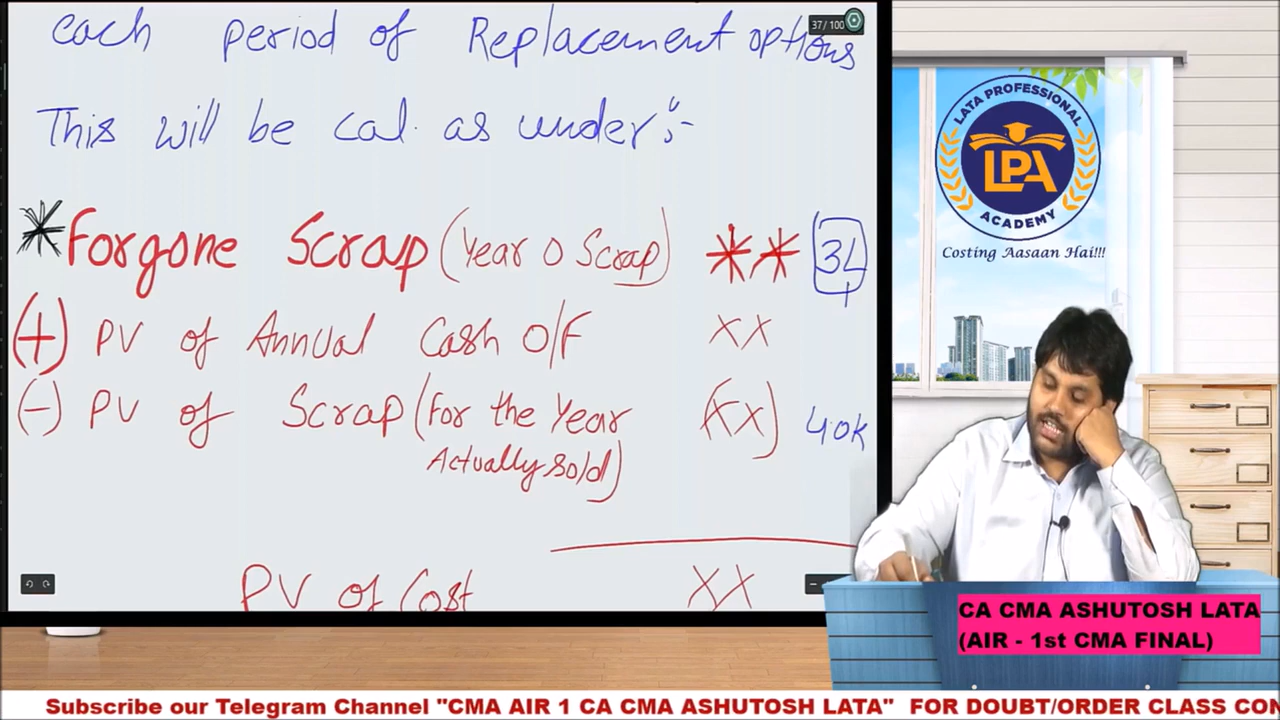 each period of Replacement options
37/100
This will be cal. as under:-
*Forgone Scrap (Year 0 Scrap) ** 3L
(+) PV of Annual Cash O/F XX
(-) PV of Scrap (For the Year (XX) 40K
Actually sold)
PV of Cost XX
LATA PROFESSIONAL
LPA
ACADEMY
Costing Aasaan Hai!!!
CA CMA ASHUTOSH LATA
(AIR - 1st CMA FINAL)
Subscribe our Telegram Channel "CMA AIR 1 CA CMA ASHUTOSH LATA" FOR DOUBT/ORDER CLASS CON